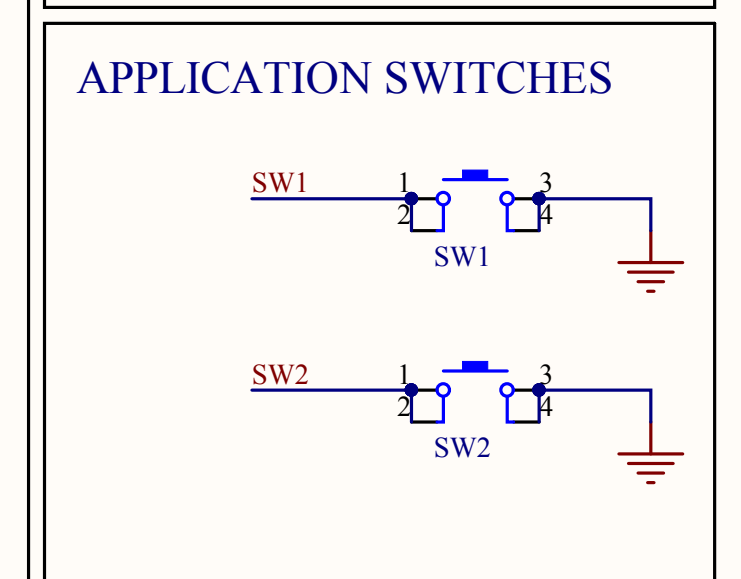 APPLICATION SWITCHES
SW1 1 3
2 4
SW1
SW2 1 3
2 4
SW2